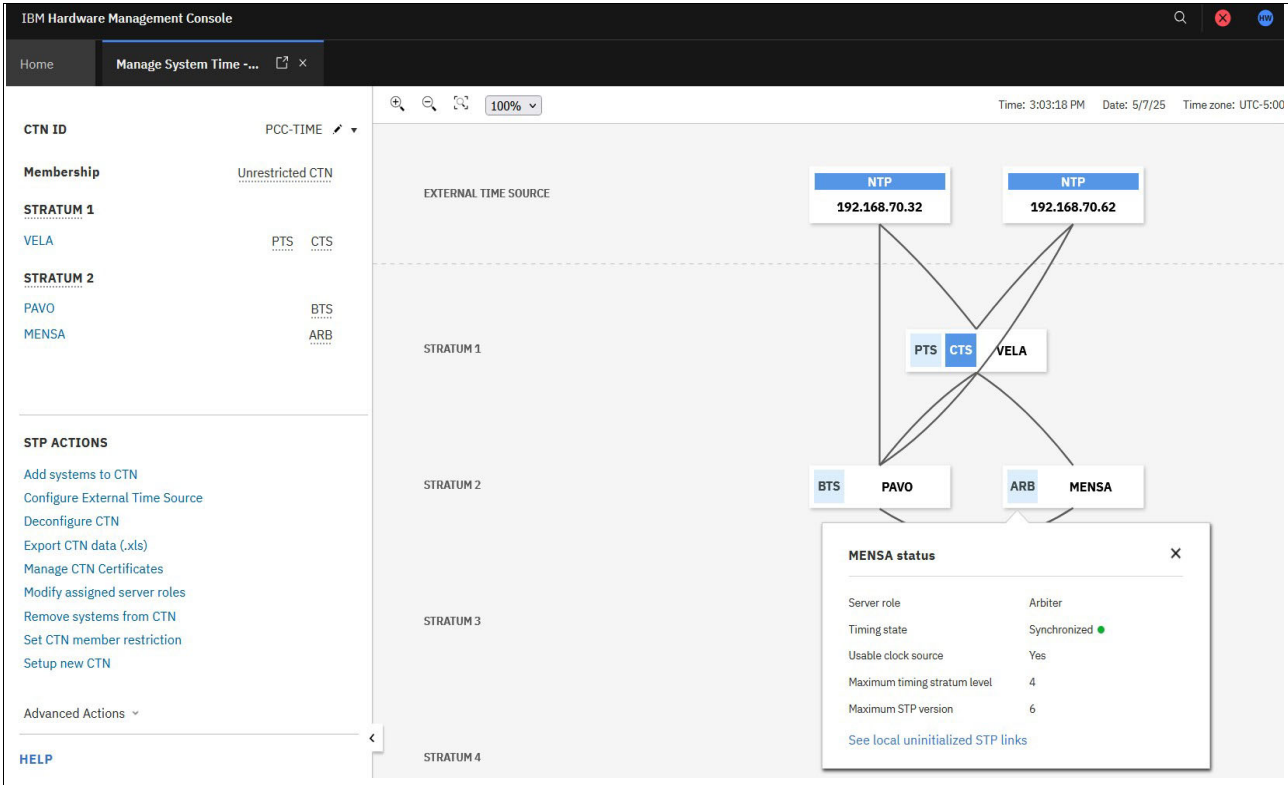 IBM Hardware Management Console
HW
Home
Manage System Time -...
100%
Time: 3:03:18 PM Date: 5/7/25 Time zone: UTC-5:00
CTN ID PCC-TIME
Membership Unrestricted CTN
STRATUM 1
VELA PTS CTS
STRATUM 2
PAVO BTS
MENSA ARB
STP ACTIONS
Add systems to CTN
Configure External Time Source
Deconfigure CTN
Export CTN data (.xls)
Manage CTN Certificates
Modify assigned server roles
Remove systems from CTN
Set CTN member restriction
Setup new CTN
Advanced Actions
HELP
EXTERNAL TIME SOURCE
NTP
192.168.70.32
NTP
192.168.70.62
STRATUM 1
PTS CTS VELA
STRATUM 2
BTS PAVO
ARB MENSA
STRATUM 3
STRATUM 4
MENSA status
Server role Arbiter
Timing state Synchronized
Usable clock source Yes
Maximum timing stratum level 4
Maximum STP version 6
See local uninitialized STP links